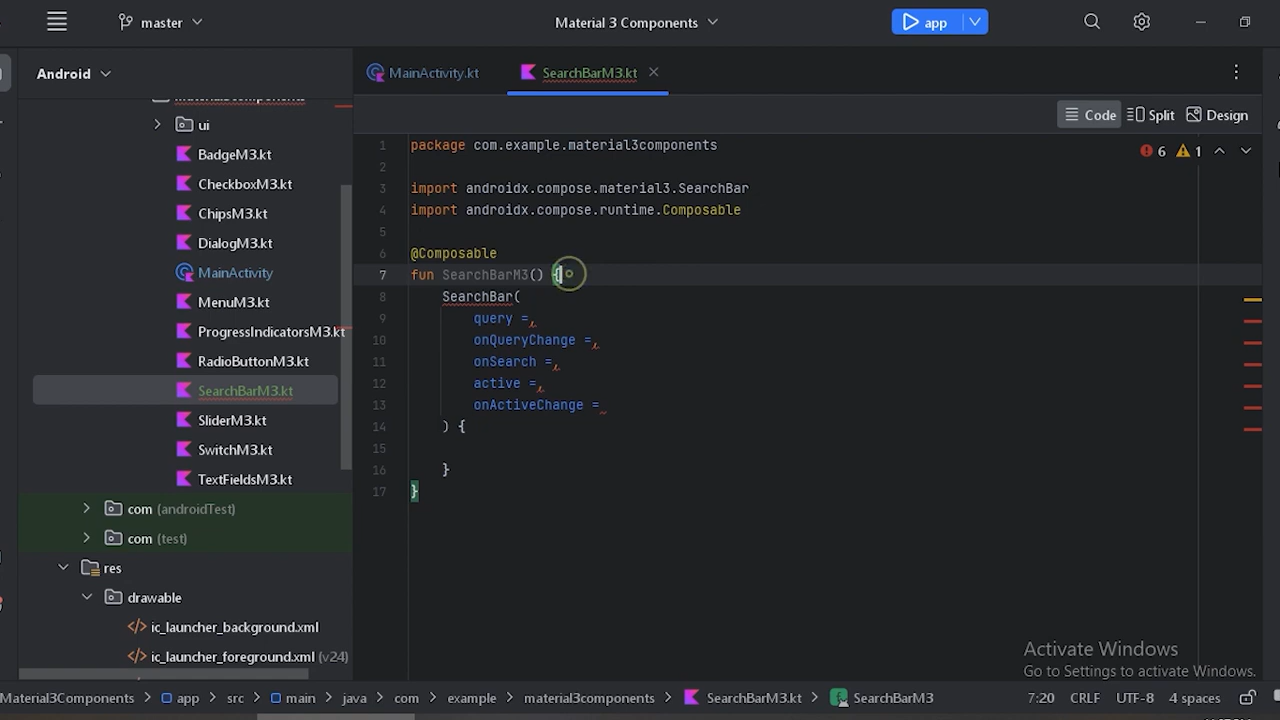 master
Material 3 Components
app
Android
MainActivity.kt
SearchBarM3.kt
Code
Split
Design
material3components
ui
BadgeM3.kt
CheckboxM3.kt
ChipsM3.kt
DialogM3.kt
MainActivity
MenuM3.kt
ProgressIndicatorsM3.kt
RadioButtonM3.kt
SearchBarM3.kt
SliderM3.kt
SwitchM3.kt
TextFieldsM3.kt
com (androidTest)
com (test)
res
drawable
ic_launcher_background.xml
ic_launcher_foreground.xml (v24)
6 1
1 package com.example.material3components
2
3 import androidx.compose.material3.SearchBar
4 import androidx.compose.runtime.Composable
5
6 @Composable
7 fun SearchBarM3() {
8 SearchBar(
9 query =,
10 onQueryChange =,
11 onSearch =,
12 active =,
13 onActiveChange =
14 ) {
15
16 }
17 }
Activate Windows
Go to Settings to activate Windows.
Material3Components > app > src > main > java > com > example > material3components > SearchBarM3.kt > SearchBarM3
7:20 CRLF UTF-8 4 spaces